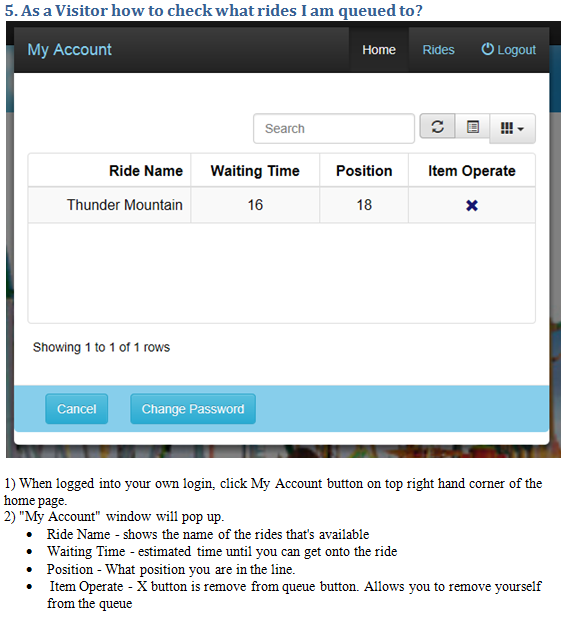 5. As a Visitor how to check what rides I am queued to?
My Account Home Rides Logout
Search
Ride Name Waiting Time Position Item Operate
Thunder Mountain 16 18
Showing 1 to 1 of 1 rows
Cancel Change Password
1) When logged into your own login, click My Account button on top right hand corner of the
home page.
2) "My Account" window will pop up.
• Ride Name - shows the name of the rides that's available
• Waiting Time - estimated time until you can get onto the ride
• Position - What position you are in the line.
• Item Operate - X button is remove from queue button. Allows you to remove yourself
from the queue